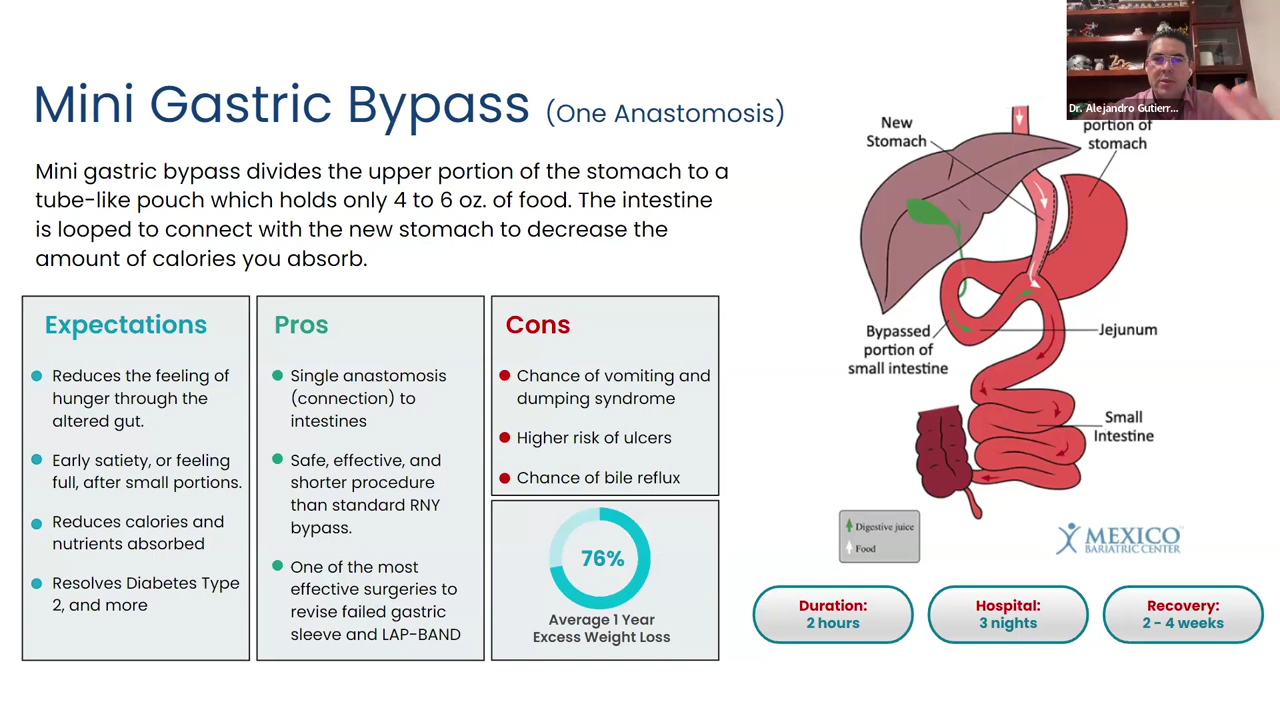 Dr. Alejandro Gutierr...
Mini Gastric Bypass (One Anastomosis)
Mini gastric bypass divides the upper portion of the stomach to a
tube-like pouch which holds only 4 to 6 oz. of food. The intestine
is looped to connect with the new stomach to decrease the
amount of calories you absorb.
Expectations
Reduces the feeling of
hunger through the
altered gut.
Early satiety, or feeling
full, after small portions.
Reduces calories and
nutrients absorbed
Resolves Diabetes Type
2, and more
Pros
Single anastomosis
(connection) to
intestines
Safe, effective, and
shorter procedure
than standard RNY
bypass.
One of the most
effective surgeries to
revise failed gastric
sleeve and LAP-BAND
Cons
Chance of vomiting and
dumping syndrome
Higher risk of ulcers
Chance of bile reflux
76%
Average 1 Year
Excess Weight Loss
New
Stomach
portion of
stomach
Bypassed
portion of
small intestine
Jejunum
Small
Intestine
Digestive juice
Food
MEXICO
BARIATRIC CENTER
Duration:
2 hours
Hospital:
3 nights
Recovery:
2 - 4 weeks